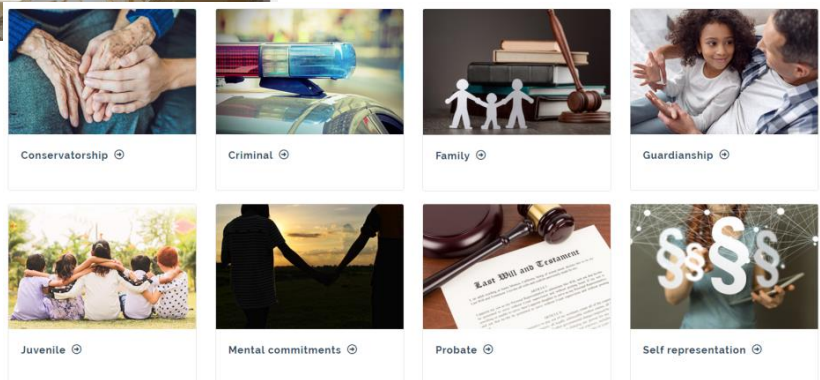 Conservatorship
Criminal
Family
Guardianship
Last Will and Testament
Juvenile
Mental commitments
Probate
Self representation